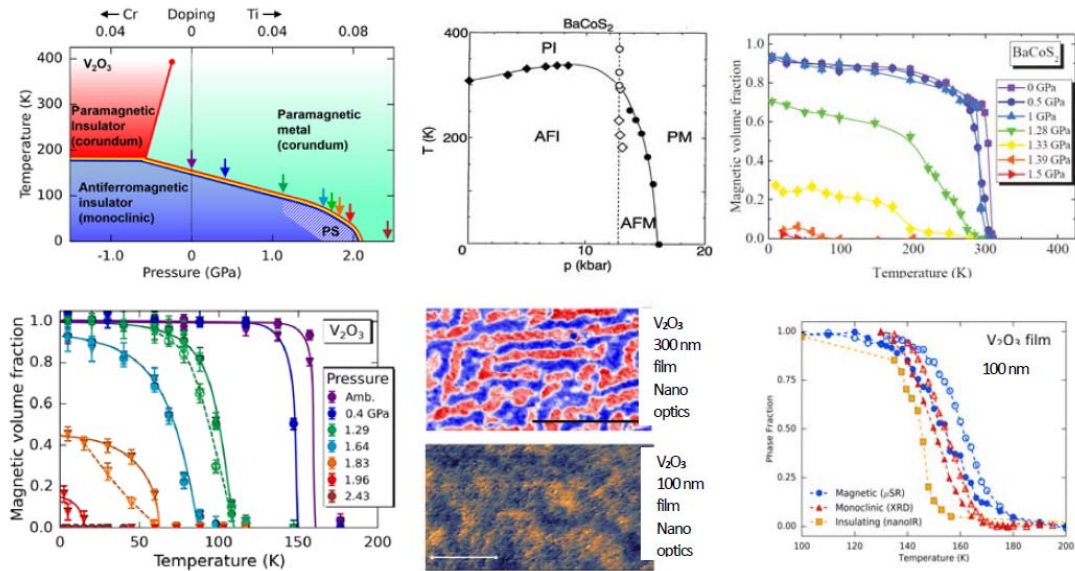 ← Cr Doping Ti →
0.04 0 0.04 0.08
V₂O₃
Paramagnetic
Insulator
(corundum)
Paramagnetic
metal
(corundum)
Antiferromagnetic
insulator
(monoclinic)
PS
Temperature (K)
400
300
200
100
0
-1.0 0 1.0 2.0
Pressure (GPa)
BaCoS₂
400
200
0
T (K)
PI
AFI
PM
AFM
0 4 8 12 16 20
p (kbar)
BaCoS₂
Magnetic volume fraction
1.0
0.8
0.6
0.4
0.2
0.0
0 GPa
0.5 GPa
1 GPa
1.28 GPa
1.33 GPa
1.39 GPa
1.5 GPa
0 100 200 300 400
Temperature (K)
V₂O₃
Magnetic volume fraction
1.0
0.8
0.6
0.4
0.2
0.0
Pressure
Amb.
0.4 GPa
1.29
1.64
1.83
1.96
2.43
0 50 100 150 200
Temperature (K)
V₂O₃
300 nm
film
Nano
optics
V₂O₃
100 nm
film
Nano
optics
V₂O₃ film
100 nm
Phase Fraction
1.00
0.75
0.50
0.25
0.00
Magnetic (μSR)
Monoclinic (XRD)
Insulating (nanoIR)
100 120 140 160 180 200
Temperature (K)